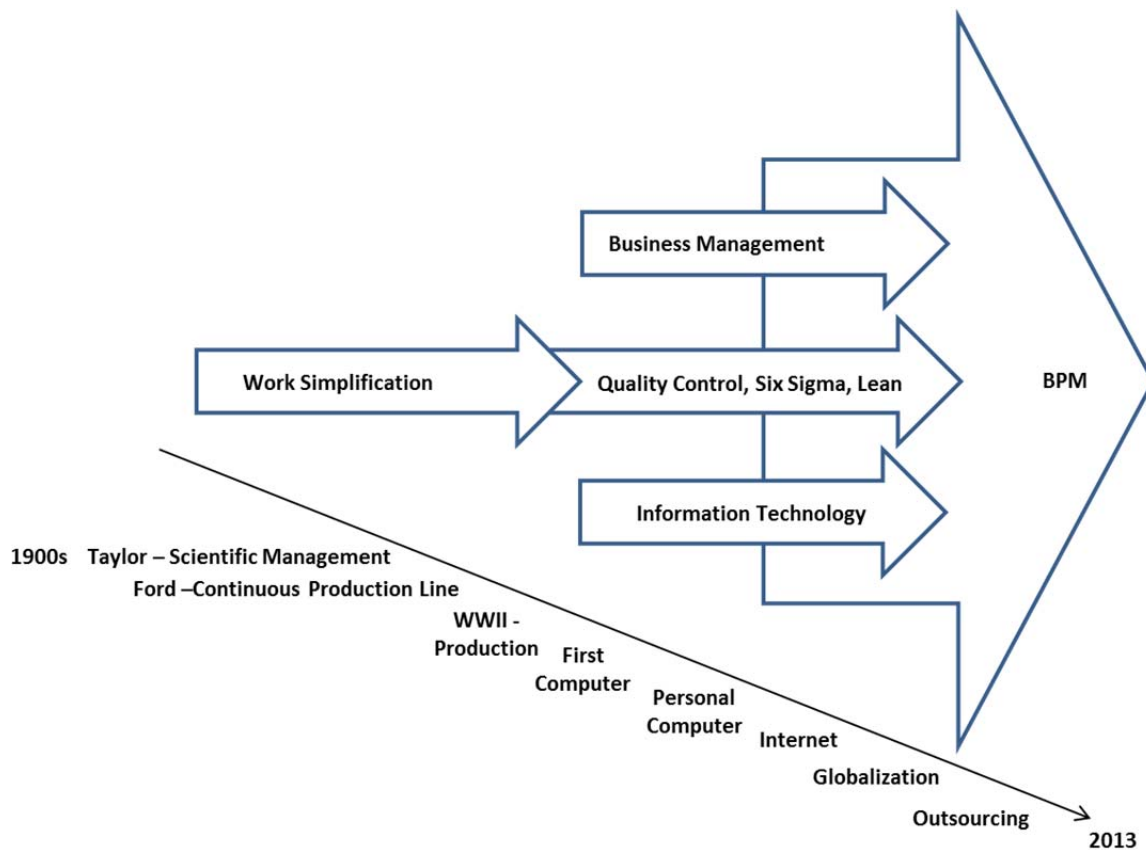 Business Management
Work Simplification
Quality Control, Six Sigma, Lean
BPM
Information Technology
1900s Taylor – Scientific Management
Ford –Continuous Production Line
WWII -
Production
First
Computer
Personal
Computer
Internet
Globalization
Outsourcing
2013